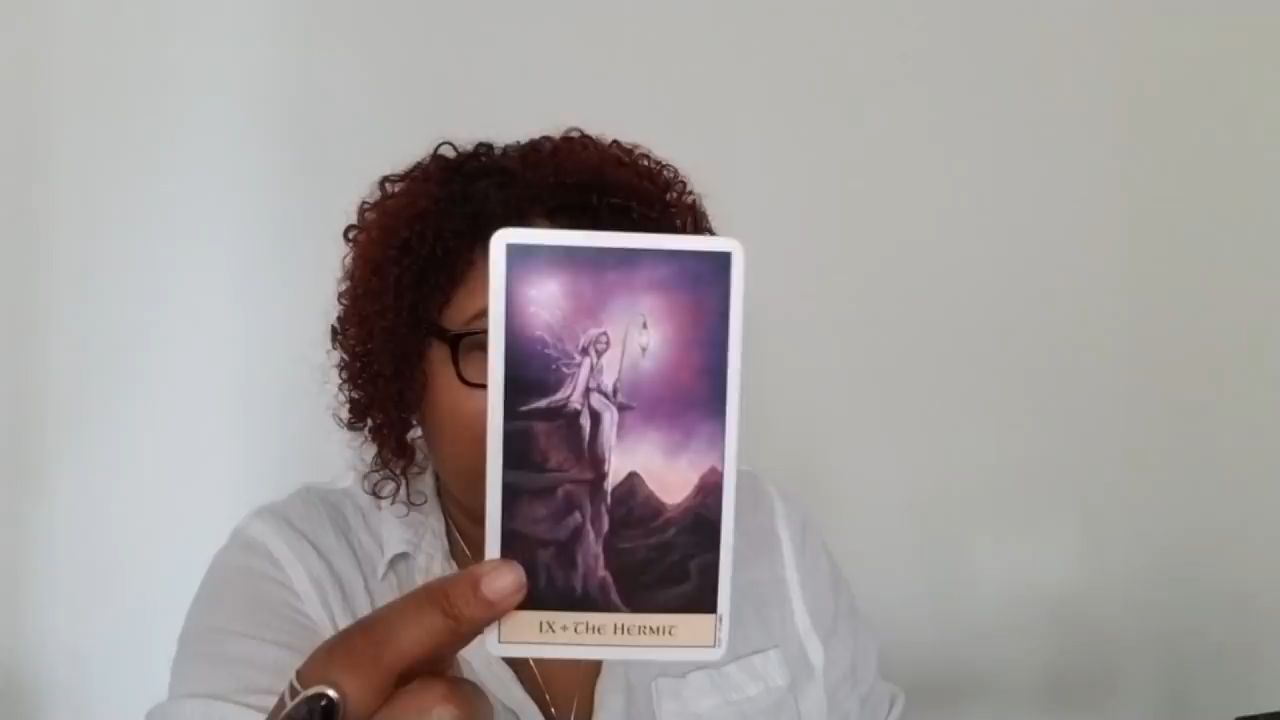 IX + THE HERMIT